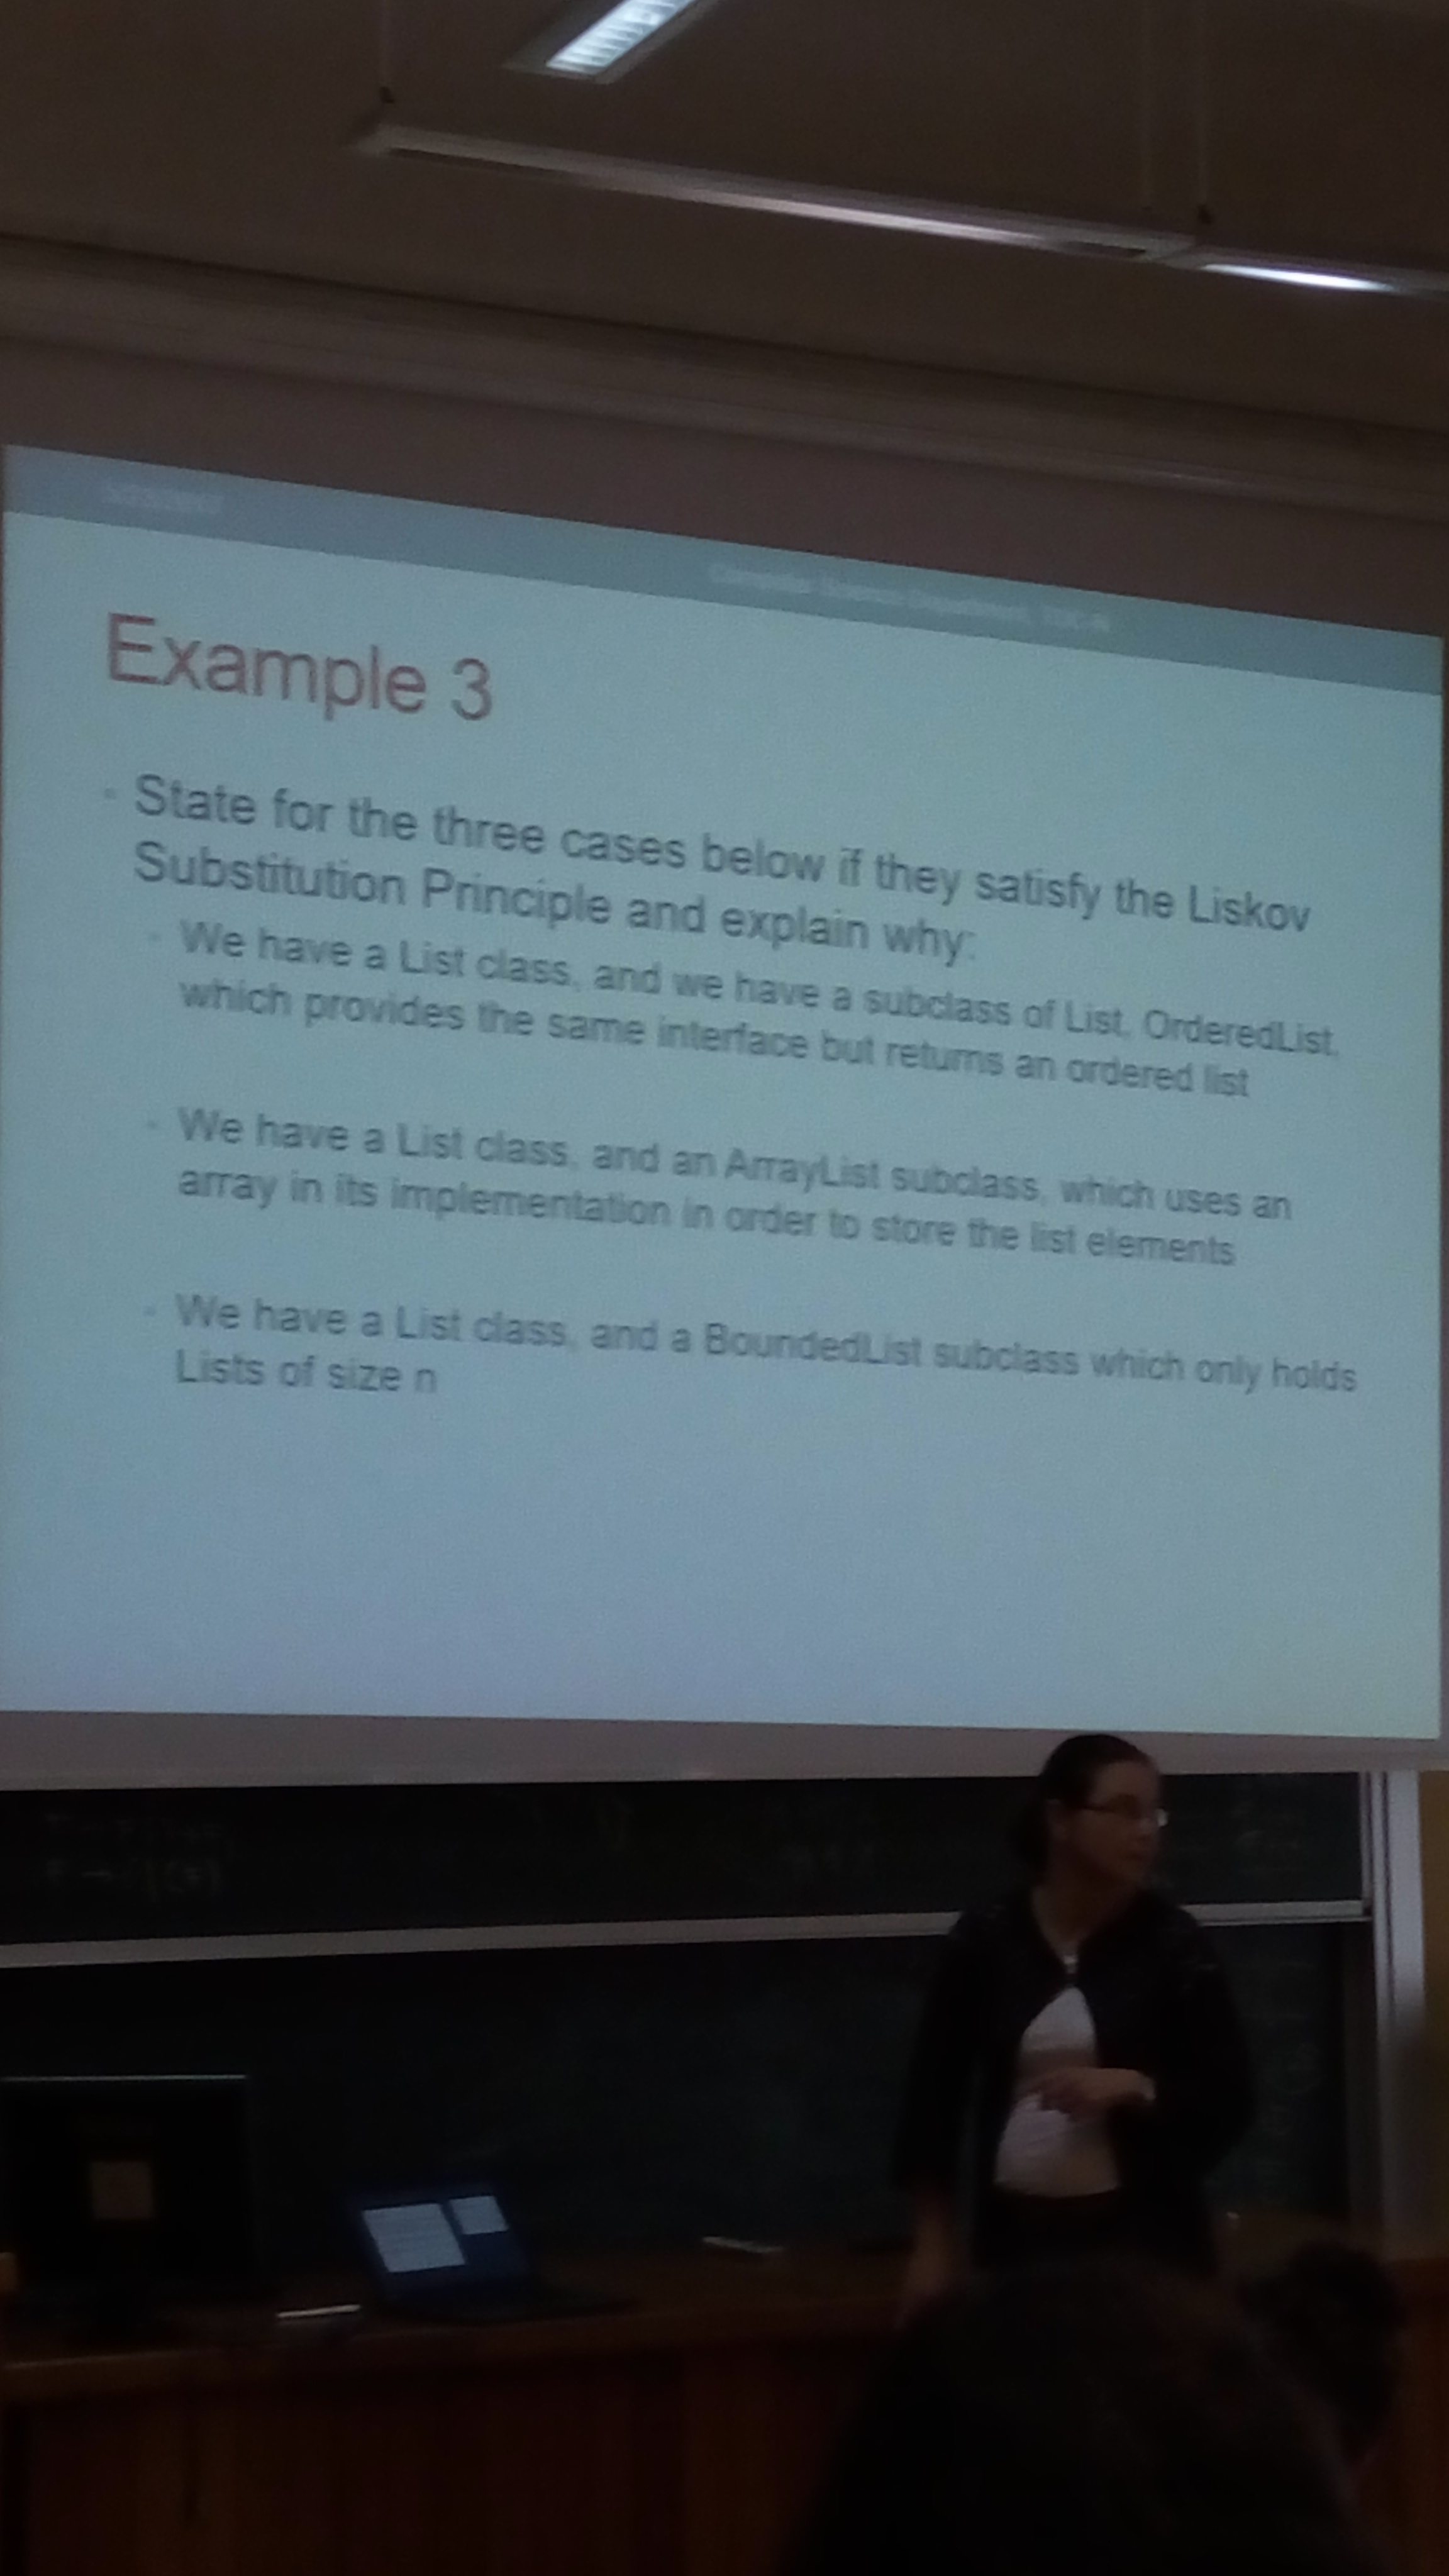 Example 3
State for the three cases below if they satisfy the Liskov
Substitution Principle and explain why:
We have a List class, and we have a subclass of List, OrderedList,
which provides the same interface but returns an ordered list
We have a List class, and an ArrayList subclass, which uses an
array in its implementation in order to store the list elements
We have a List class, and a BoundedList subclass which only holds
Lists of size n